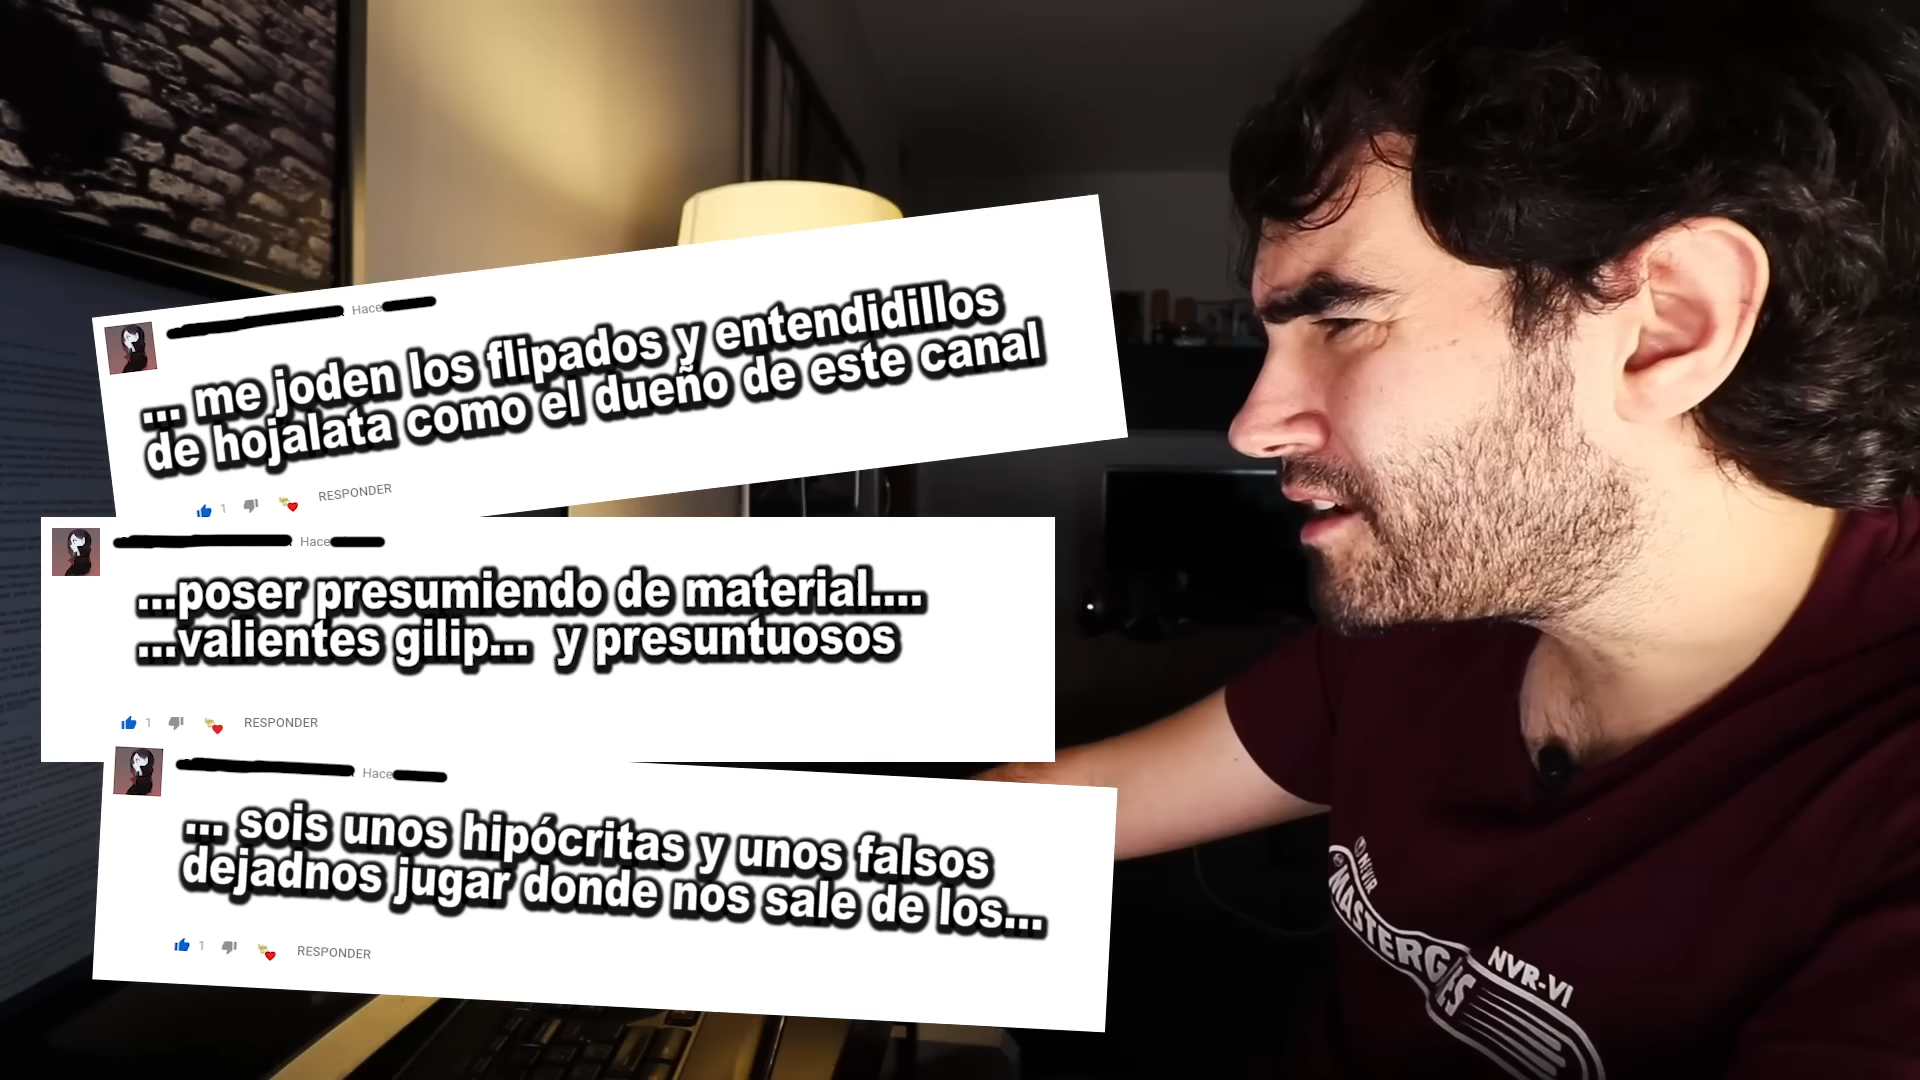 Hace
... me joden los flipados y entendidillos
de hojalata como el dueño de este canal
1 RESPONDER
Hace
...poser presumiendo de material....
...valientes gilip... y presuntuosos
1 RESPONDER
Hace
... sois unos hipócritas y unos falsos
dejadnos jugar donde nos sale de los...
1 RESPONDER
NVR-VI